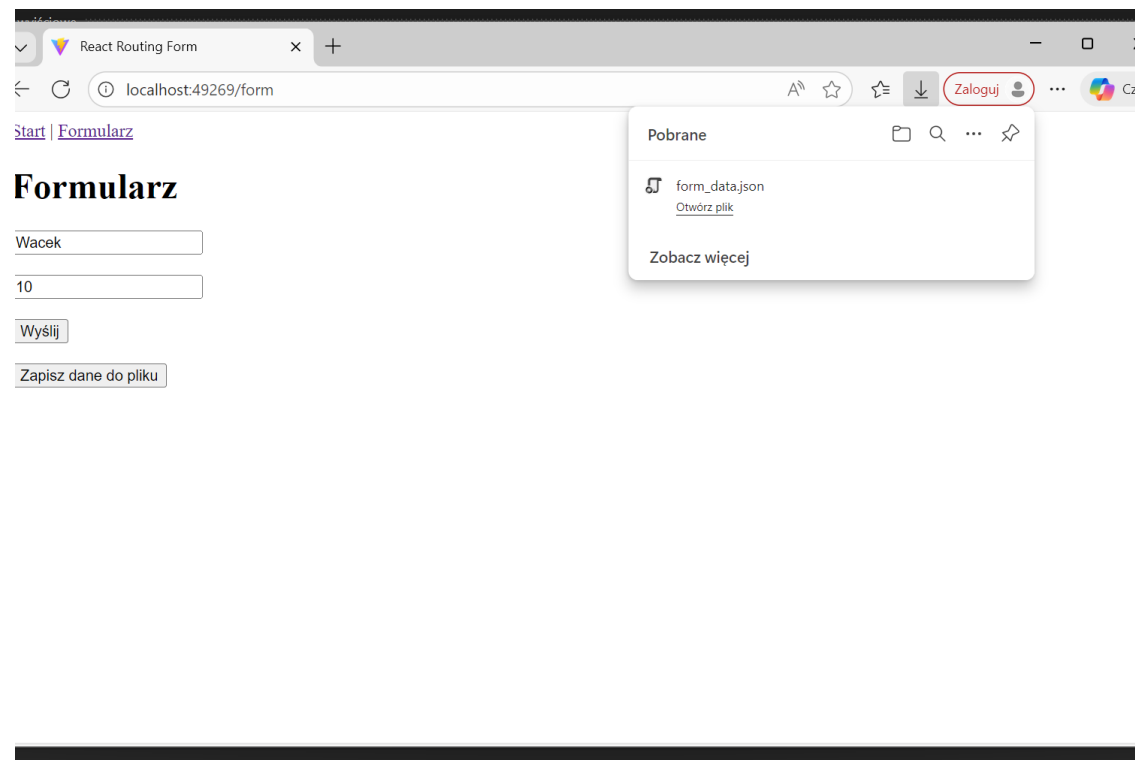 React Routing Form
localhost:49269/form
Zaloguj
Start | Formularz
Pobrane
Formularz
form_data.json
Otwórz plik
Wacek
Zobacz więcej
10
Wyślij
Zapisz dane do pliku